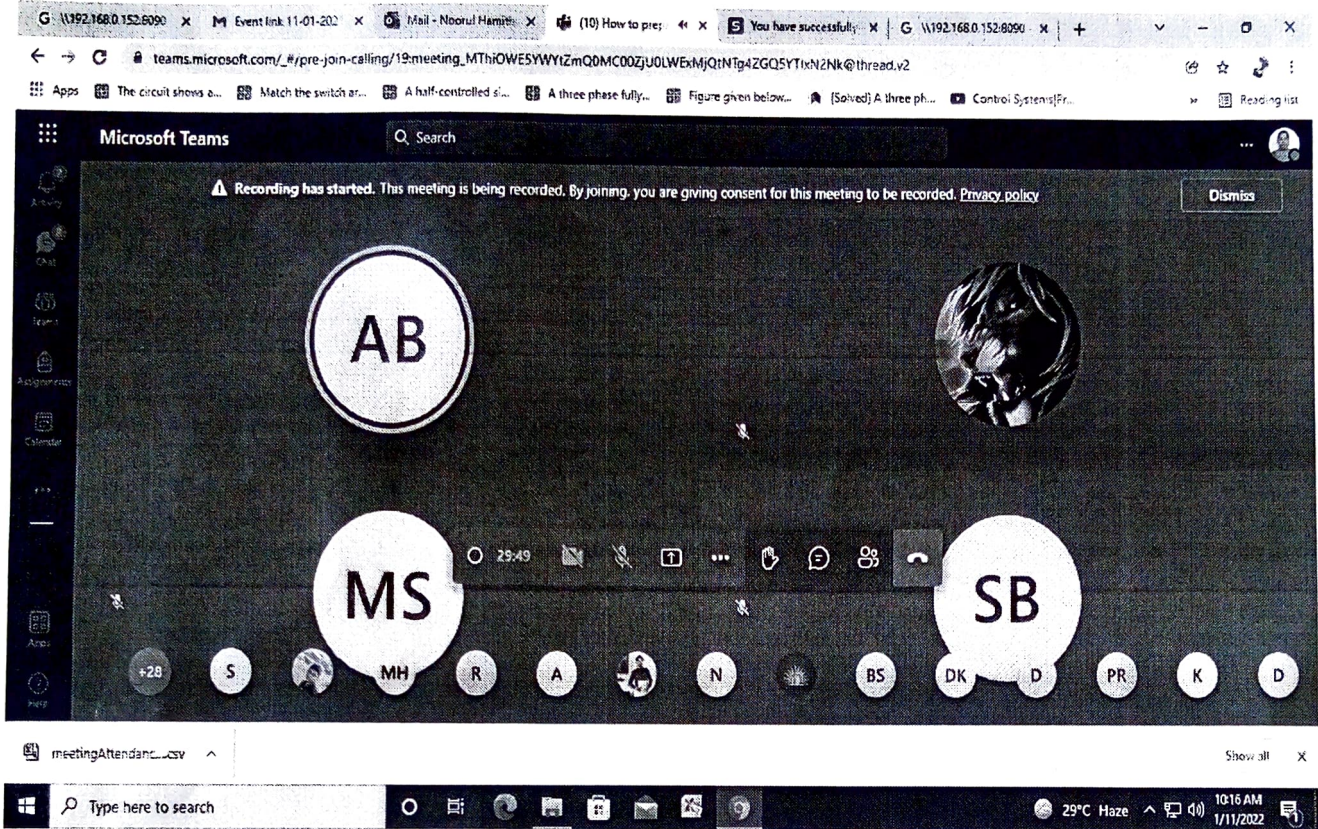 G \\192.168.0.152:8090
Event link 11-01-202
Mail - Noorul Hamith
(10) How to prep
S You have successfully
G \\192.168.0.152:8090
teams.microsoft.com/_#/pre-join-calling/19:meeting_
@thread.v2
Apps
The circuit shows a...
Match the switch ar...
A half-controlled si...
A three phase fully...
Figure given below...
[Solved] A three ph...
Control Systems|Fr...
Reading list
Microsoft Teams
Search
Recording has started. This meeting is being recorded. By joining, you are giving consent for this meeting to be recorded. Privacy policy
Dismiss
Activity
Chat
Teams
Assignments
Calendar
Apps
Help
AB
MS
29:49
SB
+28
S
MH
R
A
N
BS
DK
D
PR
K
D
meetingAttendanc....csv
Show all
Type here to search
29°C Haze
10:16 AM
1/11/2022